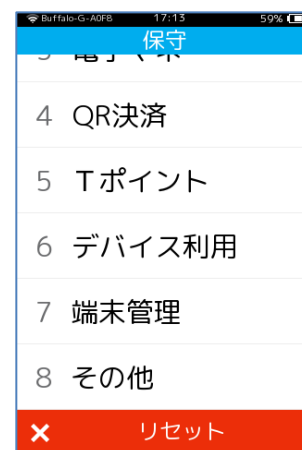 Buffalo-G-A0F8 17:13 59%
保守
4 QR決済
5 Tポイント
6 デバイス利用
7 端末管理
8 その他
× リセット